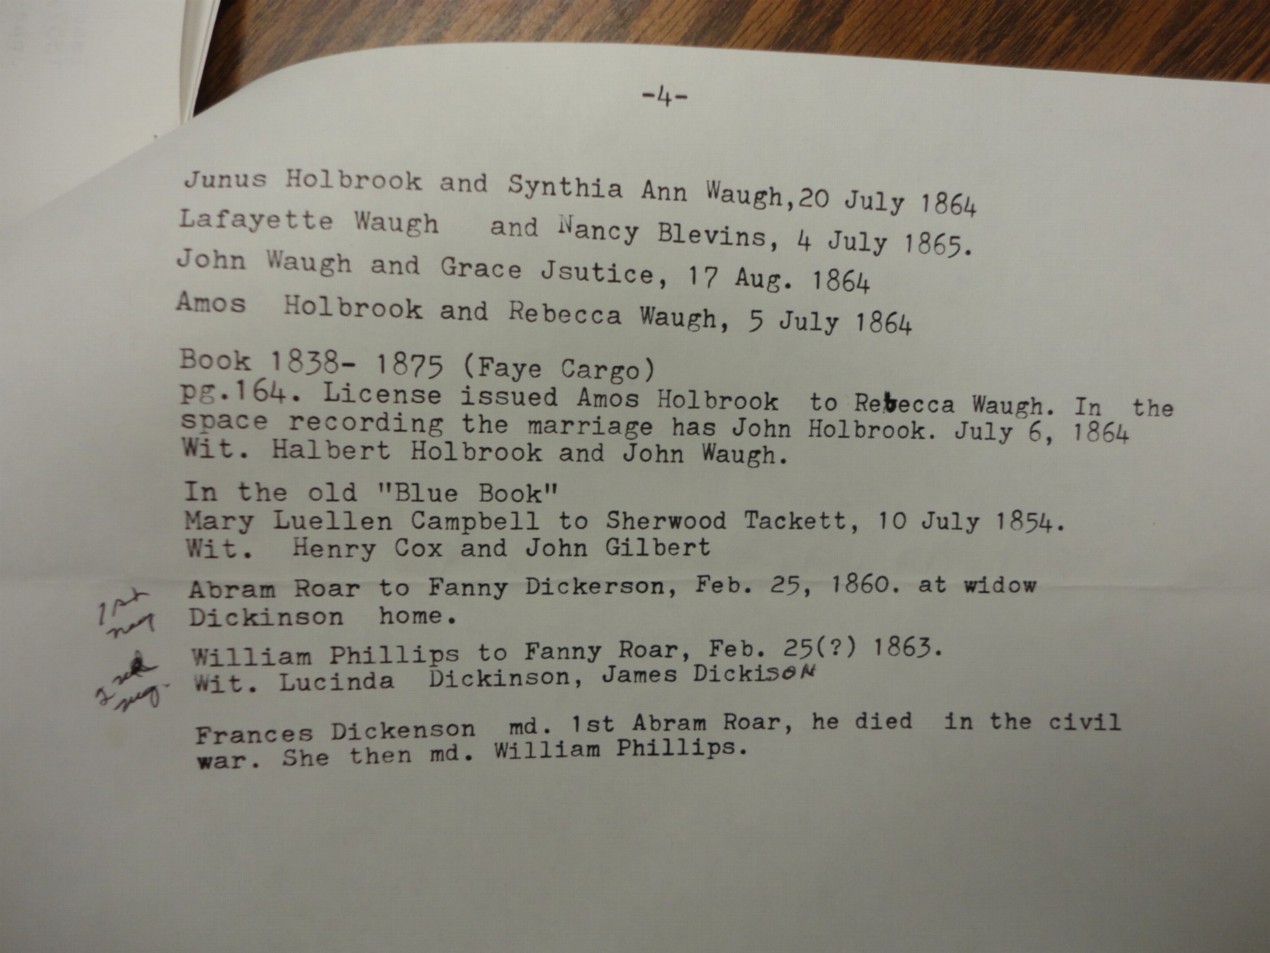 -4-
Junus Holbrook and Synthia Ann Waugh,20 July 1864
Lafayette Waugh and Nancy Blevins, 4 July 1865.
John Waugh and Grace Jsutice, 17 Aug. 1864
Amos Holbrook and Rebecca Waugh, 5 July 1864
Book 1838- 1875 (Faye Cargo)
pg.164. License issued Amos Holbrook to Rebecca Waugh. In the
space recording the marriage has John Holbrook. July 6, 1864
Wit. Halbert Holbrook and John Waugh.
In the old "Blue Book"
Mary Luellen Campbell to Sherwood Tackett, 10 July 1854.
Wit. Henry Cox and John Gilbert
1st
Abram Roar to Fanny Dickerson, Feb. 25, 1860. at widow
Dickinson home.
William Phillips to Fanny Roar, Feb. 25(?) 1863.
Wit. Lucinda Dickinson, James Dickison
Frances Dickenson md. 1st Abram Roar, he died in the civil
war. She then md. William Phillips.